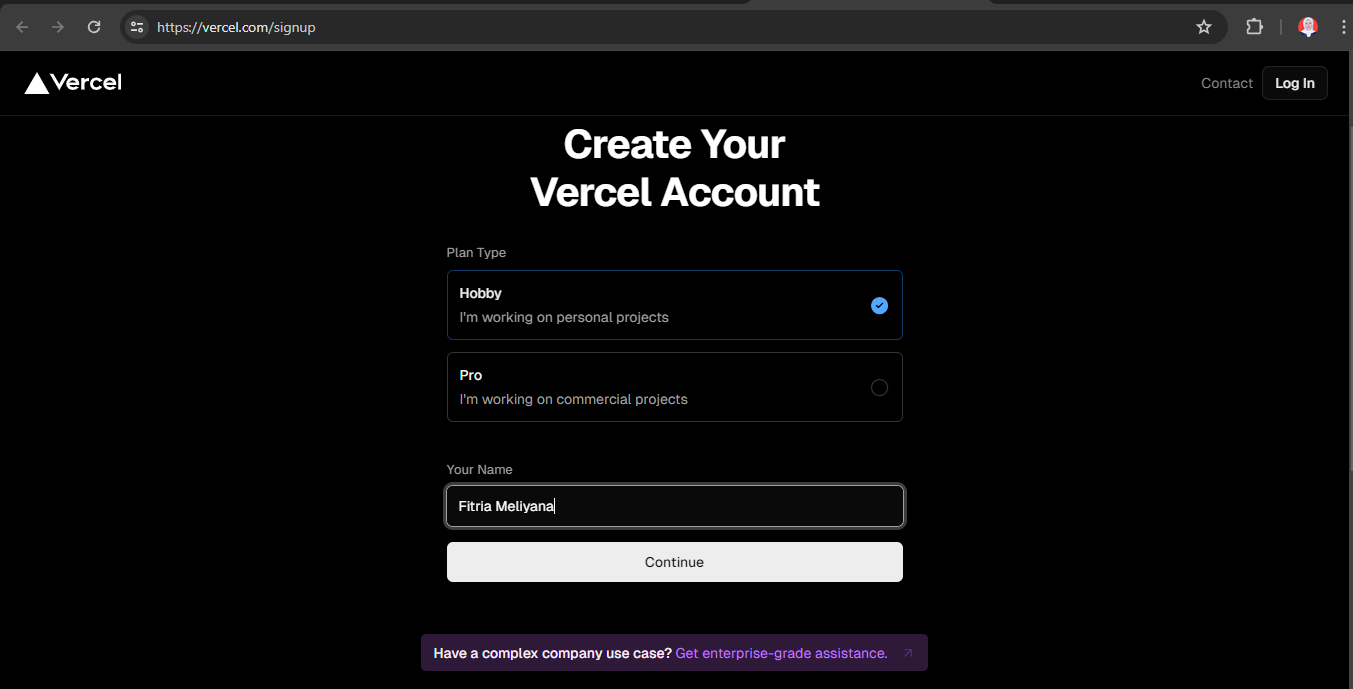 https://vercel.com/signup
Vercel
Contact
Log In
Create Your
Vercel Account
Plan Type
Hobby
I'm working on personal projects
Pro
I'm working on commercial projects
Your Name
Fitria Meliyana
Continue
Have a complex company use case? Get enterprise-grade assistance.